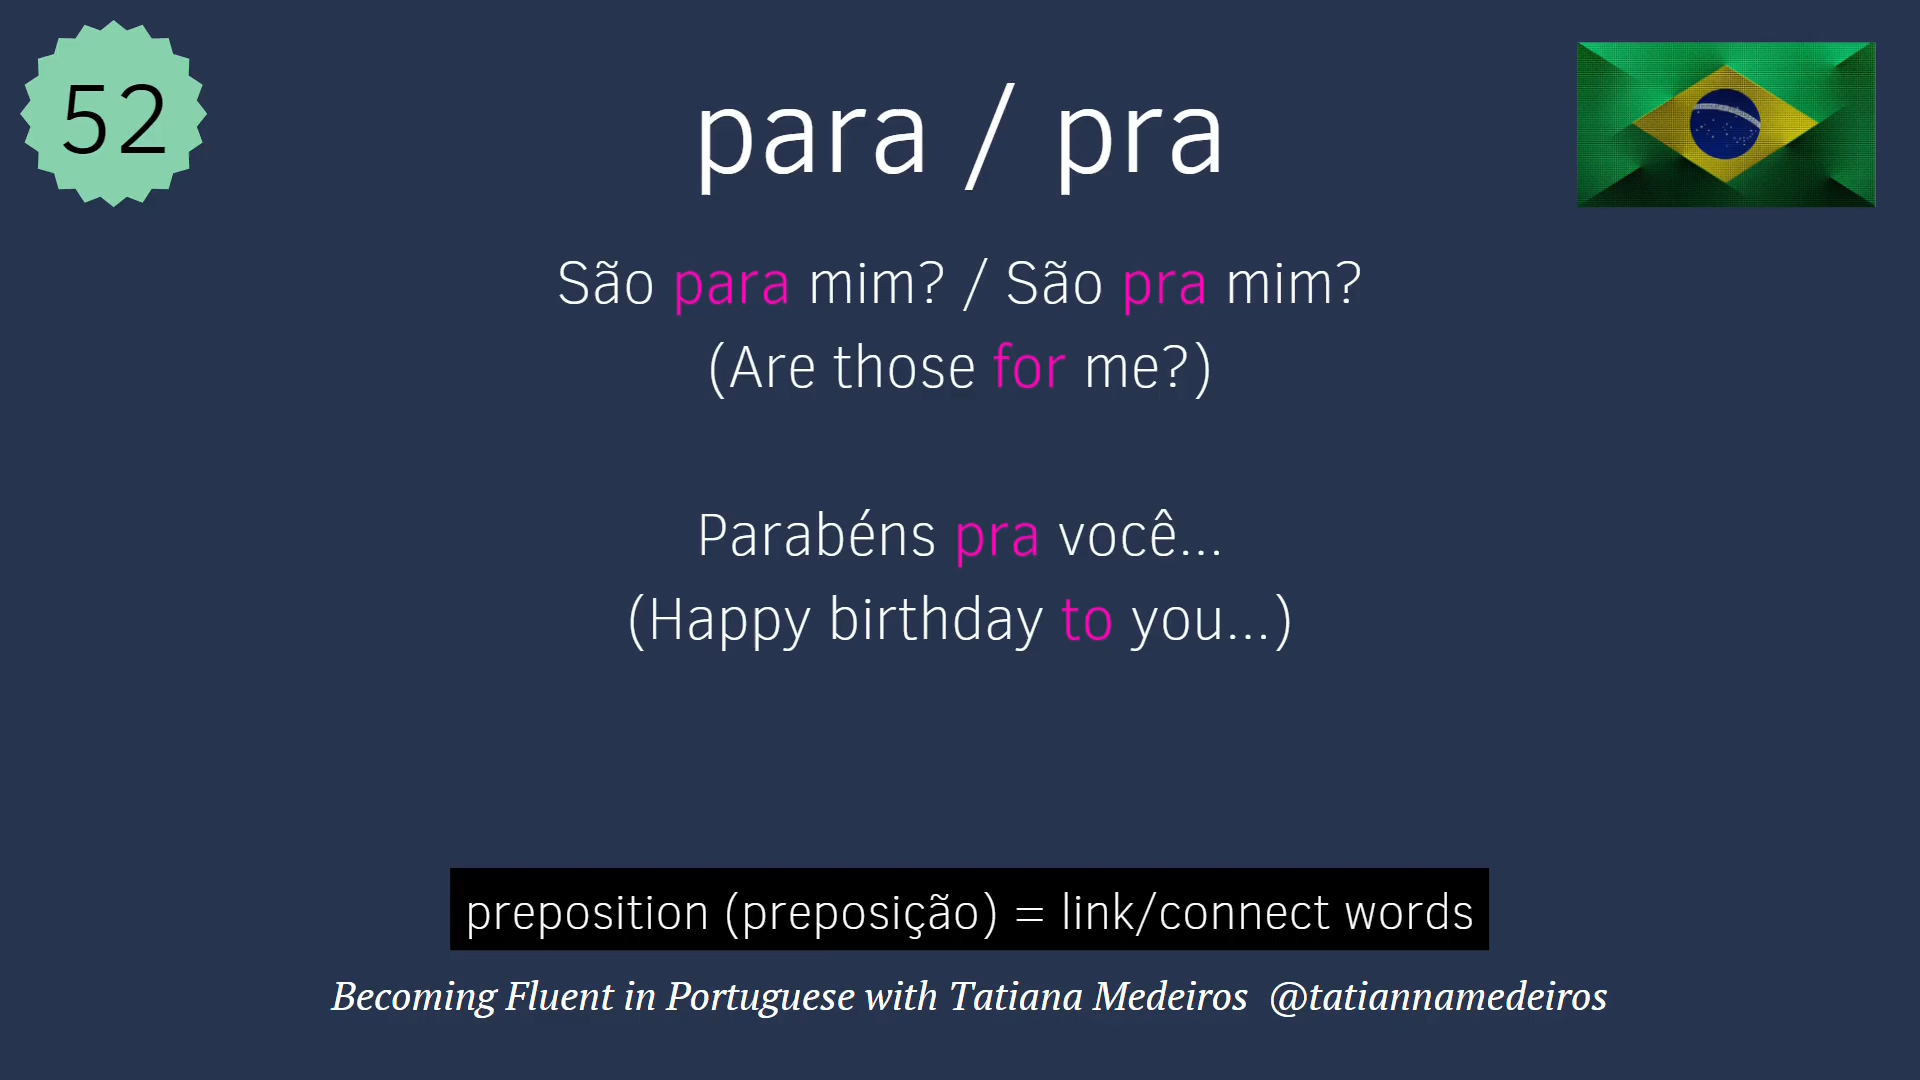 52
para / pra
São para mim? / São pra mim?
(Are those for me?)
Parabéns pra você...
(Happy birthday to you...)
preposition (preposição) = link/connect words
Becoming Fluent in Portuguese with Tatiana Medeiros @tatiannamedeiros